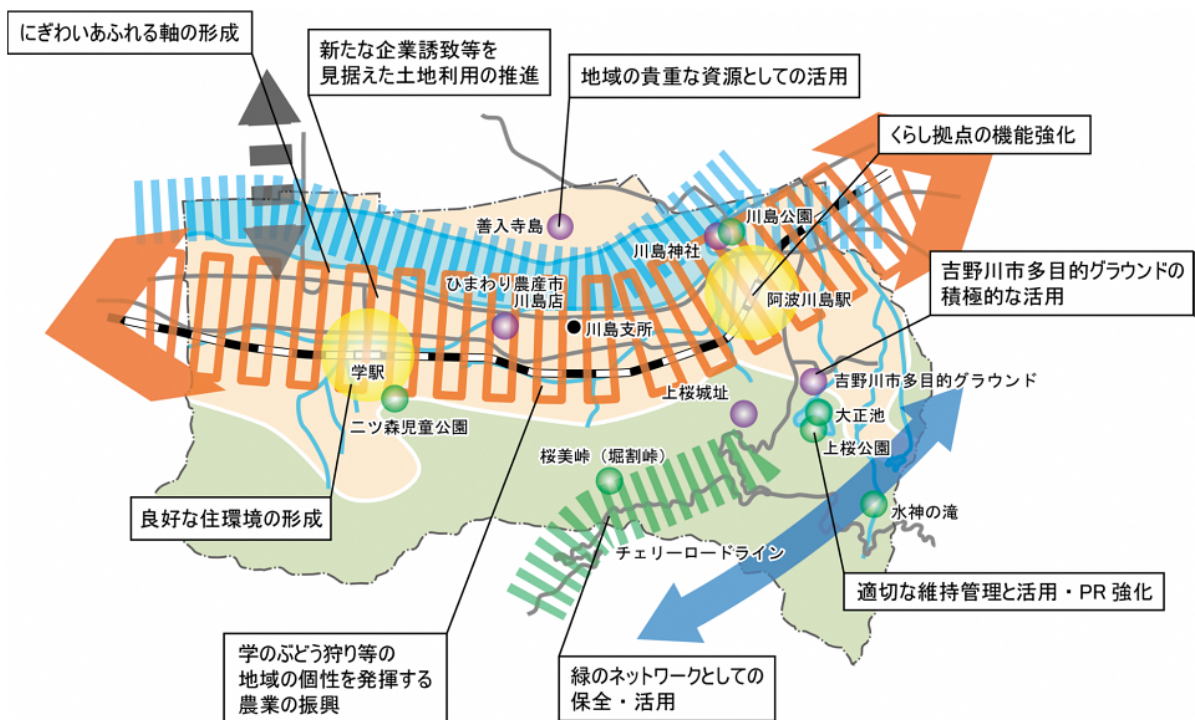 にぎわいあふれる軸の形成
新たな企業誘致等を
見据えた土地利用の推進
地域の貴重な資源としての活用
くらし拠点の機能強化
善入寺島
川島公園
川島神社
吉野川市多目的グラウンドの
積極的な活用
ひまわり農産市
川島店
阿波川島駅
川島支所
学駅
吉野川市多目的グラウンド
上桜城址
大正池
二ツ森児童公園
上桜公園
桜美峠（堀割峠）
水神の滝
良好な住環境の形成
チェリーロードライン
適切な維持管理と活用・PR強化
学のぶどう狩り等の
地域の個性を発揮する
農業の振興
緑のネットワークとしての
保全・活用